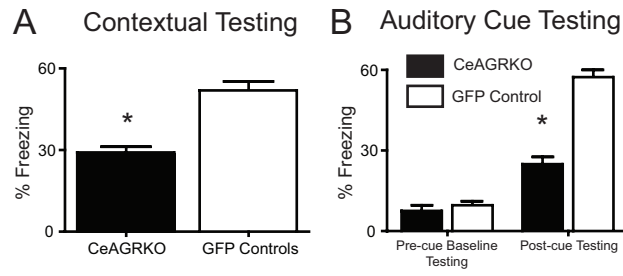 A Contextual Testing
60
30
0
% Freezing
*
CeAGRKO GFP Controls
B Auditory Cue Testing
60
30
0
% Freezing
CeAGRKO
GFP Control
*
Pre-cue Baseline
Testing
Post-cue Testing